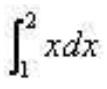 ∫₁² xdx